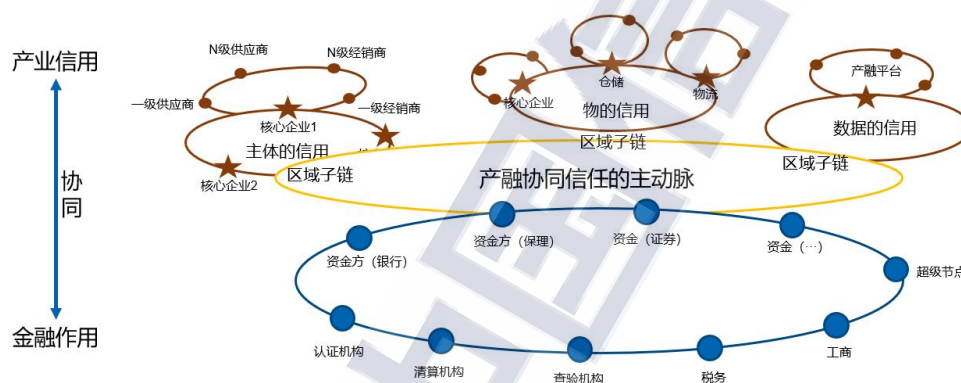 产业信用
协同
金融作用
N级供应商
N级经销商
一级供应商
一级经销商
核心企业1
主体的信用
核心企业2
区域子链
核心企业
仓储
物流
物的信用
区域子链
产融平台
数据的信用
区域子链
产融协同信任的主动脉
资金方（银行）
资金方（保理）
资金（证券）
资金（…）
超级节点
认证机构
清算机构
查验机构
税务
工商